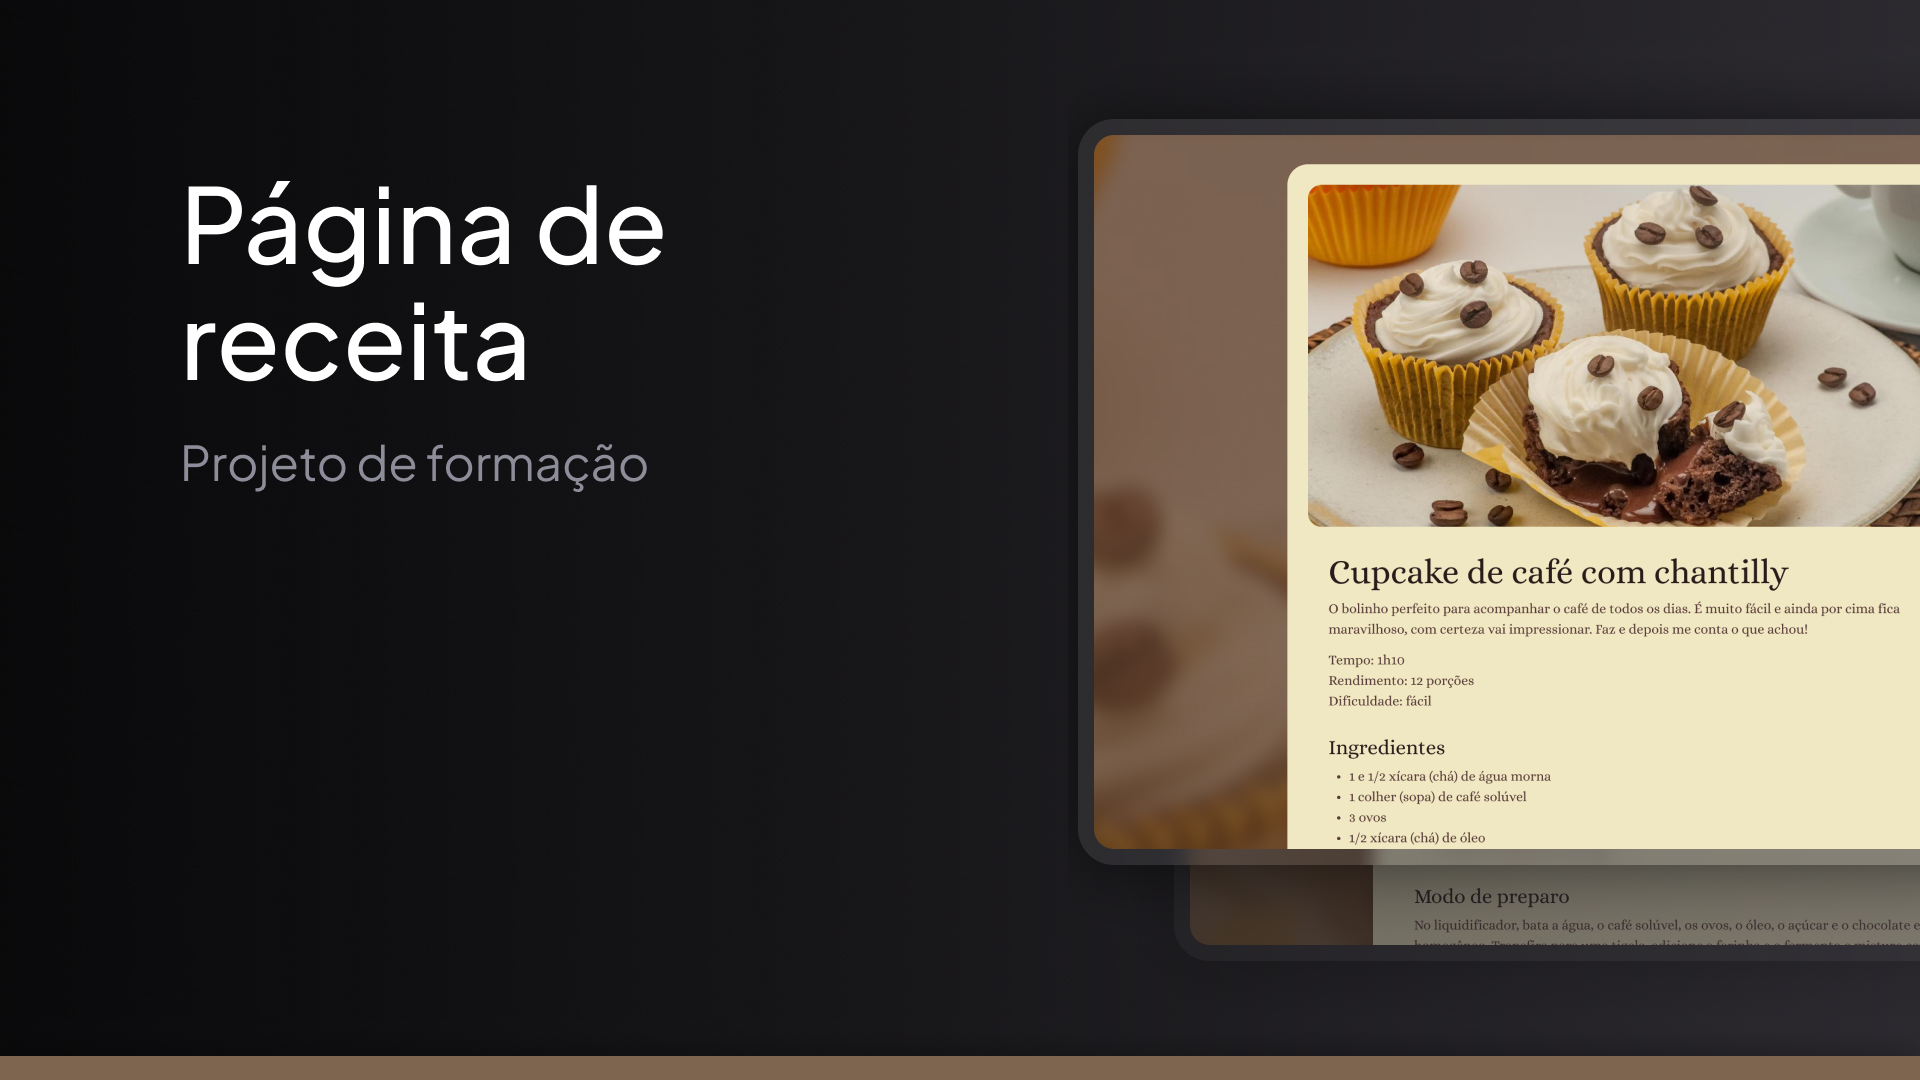 Página de
receita
Projeto de formação
Cupcake de café com chantilly
O bolinho perfeito para acompanhar o café de todos os dias. É muito fácil e ainda por cima fica
maravilhoso, com certeza vai impressionar. Faz e depois me conta o que achou!
Tempo: 1h10
Rendimento: 12 porções
Dificuldade: fácil
Ingredientes
• 1 e 1/2 xícara (chá) de água morna
• 1 colher (sopa) de café solúvel
• 3 ovos
• 1/2 xícara (chá) de óleo
Modo de preparo
No liquidificador, bata a água, o café solúvel, os ovos, o óleo, o açúcar e o chocolate e